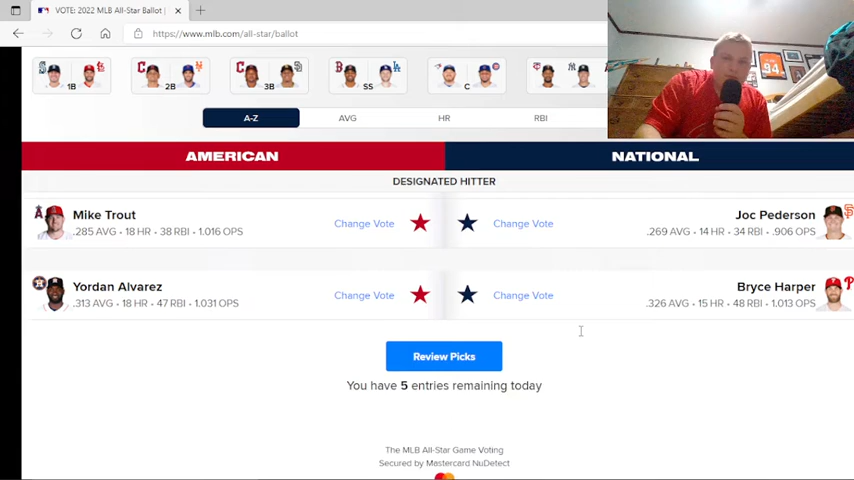 VOTE: 2022 MLB All-Star Ballot |
https://www.mlb.com/all-star/ballot
1B 2B 3B SS C
A-Z AVG HR RBI
AMERICAN NATIONAL
DESIGNATED HITTER
Mike Trout Change Vote Change Vote Joc Pederson
.285 AVG • 18 HR • 38 RBI • 1.016 OPS .269 AVG • 14 HR • 34 RBI • .906 OPS
Yordan Alvarez Change Vote Change Vote Bryce Harper
.313 AVG • 18 HR • 47 RBI • 1.031 OPS .326 AVG • 15 HR • 48 RBI • 1.013 OPS
Review Picks
You have 5 entries remaining today
The MLB All-Star Game Voting
Secured by Mastercard NuDetect
94